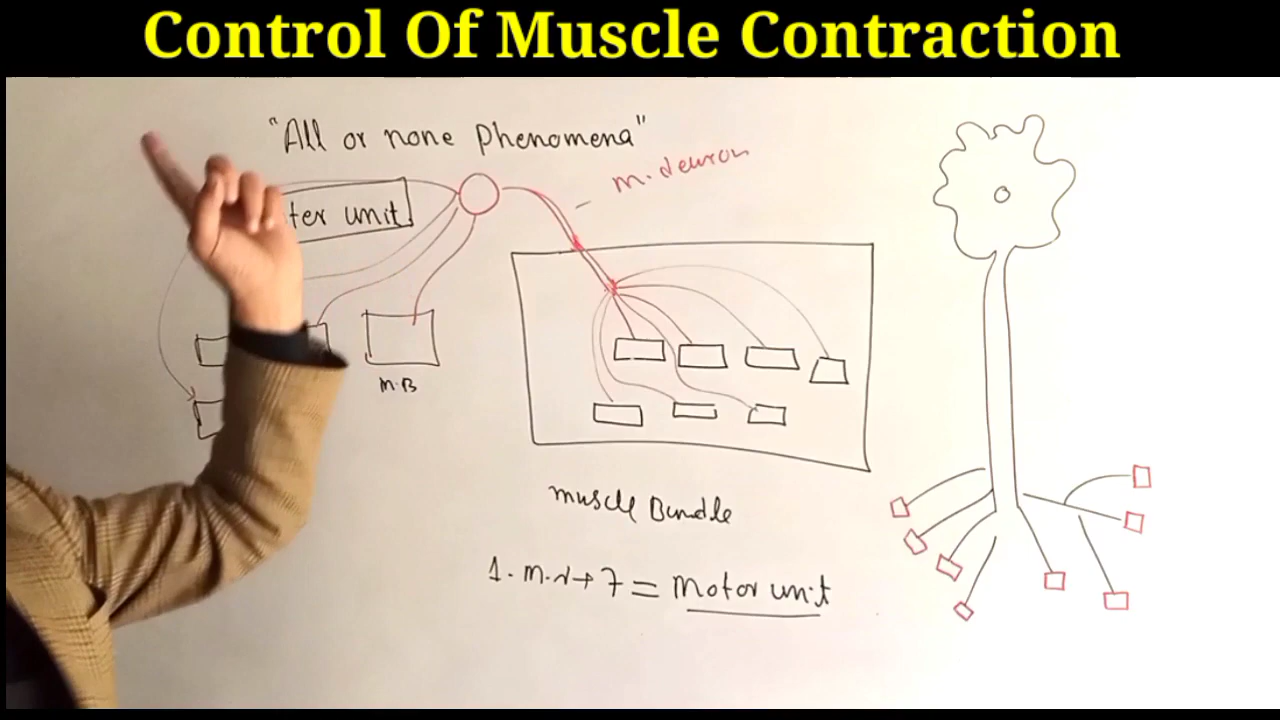 Control Of Muscle Contraction
"All or none Phenomena"
m. neuron
ter unit
M.B
muscle Bundle
1. m.N → 7 = Motor unit